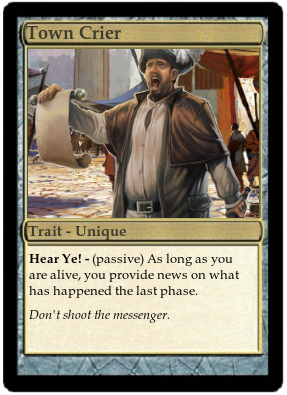 Town Crier
Trait - Unique
Hear Ye! - (passive) As long as you
are alive, you provide news on what
has happened the last phase.
Don't shoot the messenger.